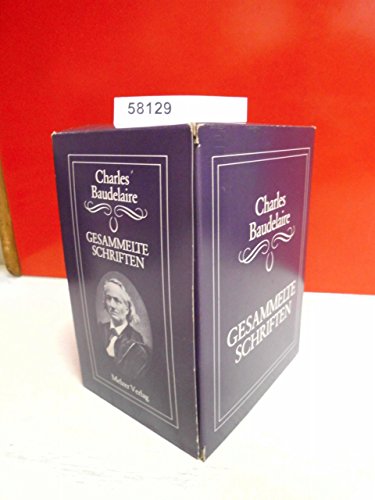 58129
Charles
Baudelaire
GESAMMELTE
SCHRIFTEN
Melzer Verlag
Charles
Baudelaire
GESAMMELTE
SCHRIFTEN